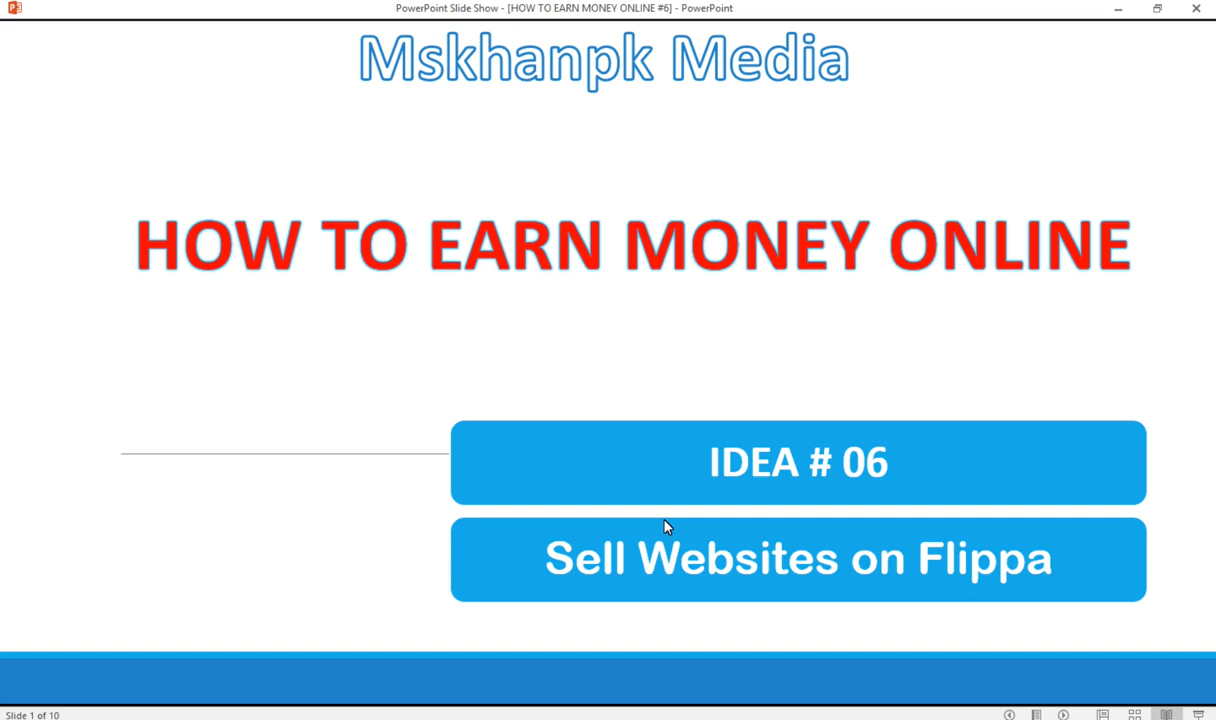 PowerPoint Slide Show - [HOW TO EARN MONEY ONLINE #6] - PowerPoint
Mskhanpk Media
HOW TO EARN MONEY ONLINE
IDEA # 06
Sell Websites on Flippa
Slide 1 of 10